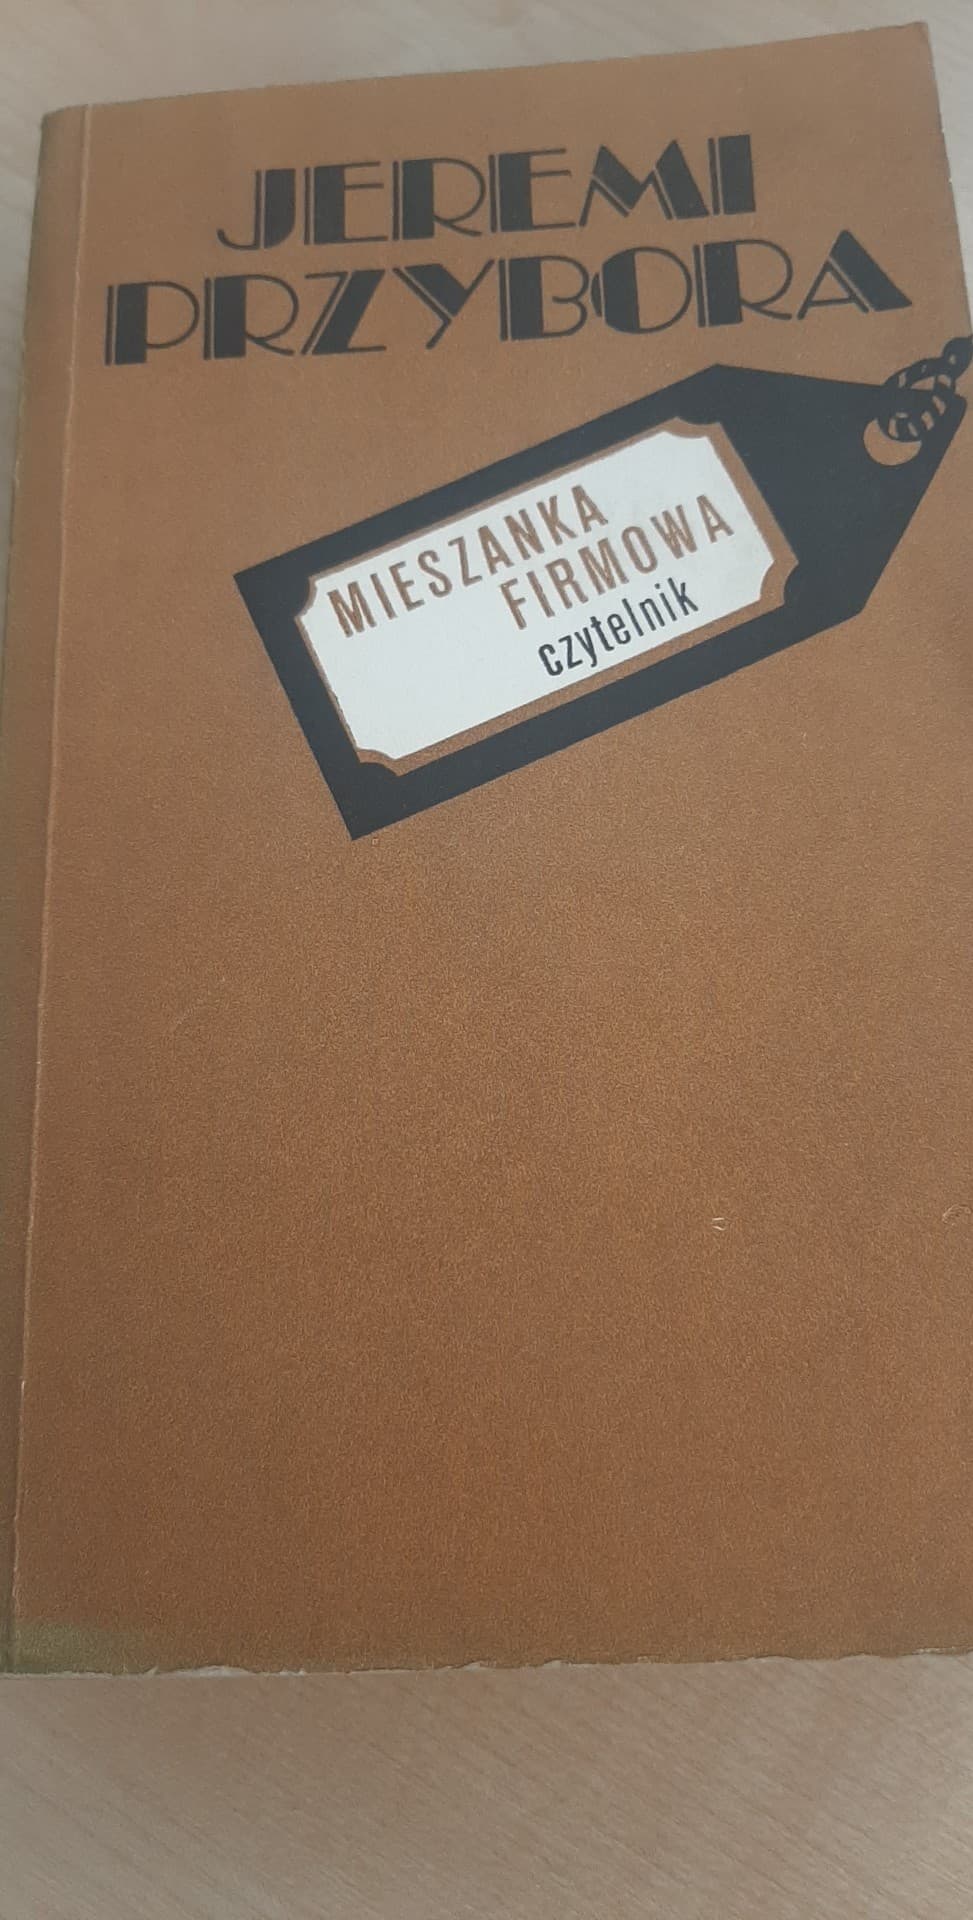 JEREMI
PRZYBORA
MIESZANKA
FIRMOWA
czytelnik